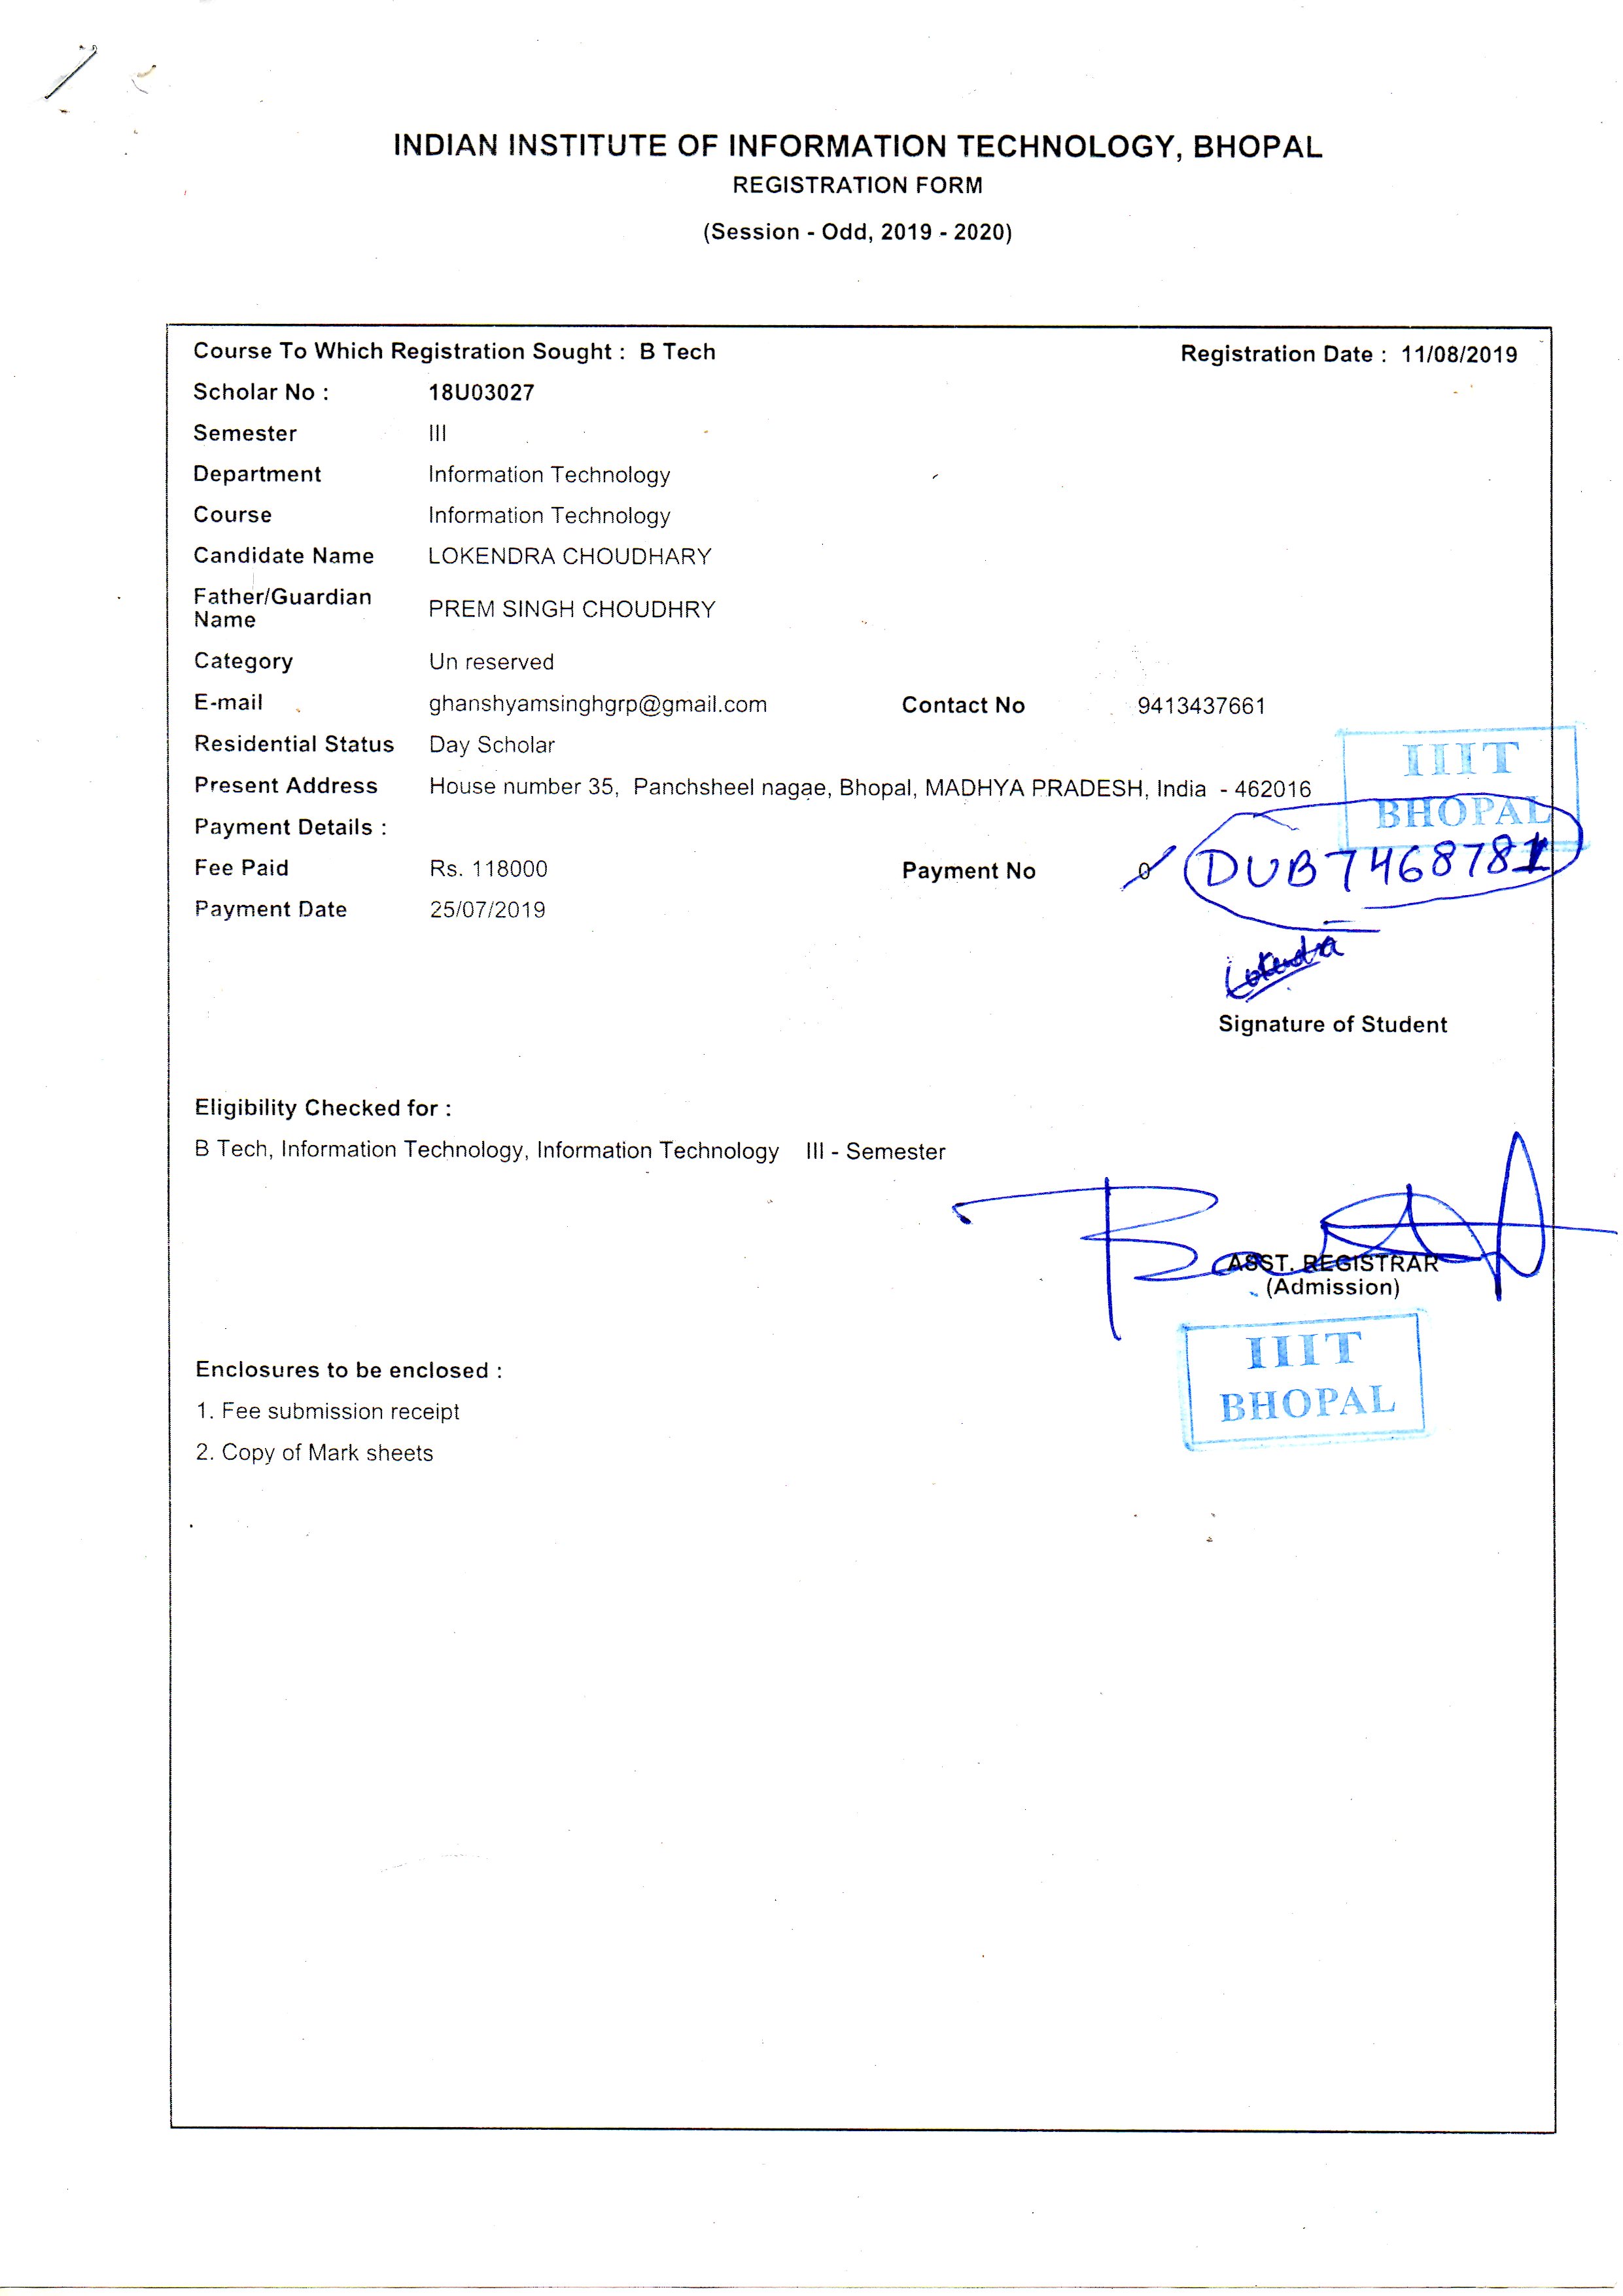 INDIAN INSTITUTE OF INFORMATION TECHNOLOGY, BHOPAL
REGISTRATION FORM
(Session - Odd, 2019 - 2020)
Course To Which Registration Sought : B Tech Registration Date : 11/08/2019
Scholar No : 18U03027
Semester III
Department Information Technology
Course Information Technology
Candidate Name LOKENDRA CHOUDHARY
Father/Guardian
Name PREM SINGH CHOUDHRY
Category Un reserved
E-mail ghanshyamsinghgrp@gmail.com Contact No 9413437661
Residential Status Day Scholar
IIIT
BHOPAL
Present Address House number 35, Panchsheel nagae, Bhopal, MADHYA PRADESH, India - 462016
Payment Details :
Fee Paid Rs. 118000 Payment No 0 DUB7468781
Payment Date 25/07/2019
Lokendra
Signature of Student
Eligibility Checked for :
B Tech, Information Technology, Information Technology III - Semester
ASST. REGISTRAR
(Admission)
IIIT
BHOPAL
Enclosures to be enclosed :
1. Fee submission receipt
2. Copy of Mark sheets